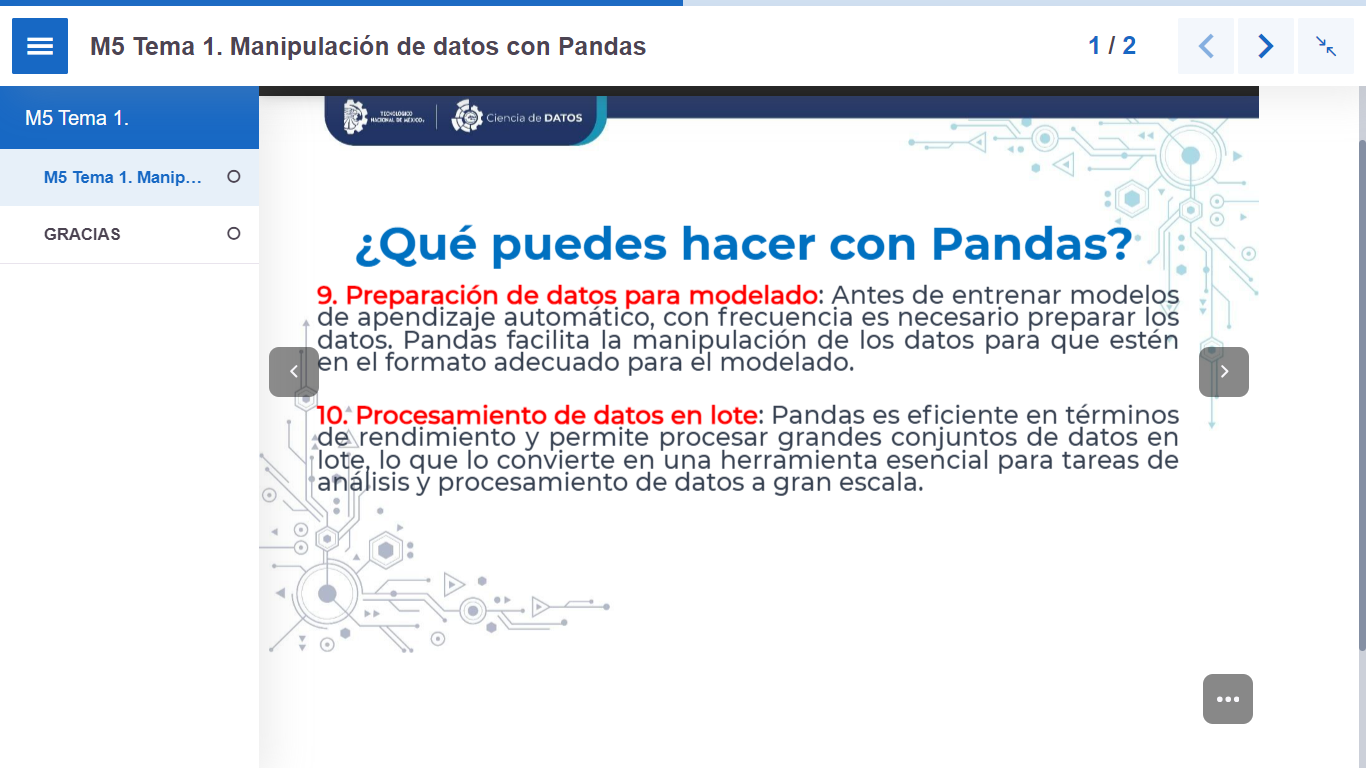 M5 Tema 1. Manipulación de datos con Pandas
1 / 2
M5 Tema 1.
M5 Tema 1. Manip...
GRACIAS
TECNOLÓGICO
NACIONAL DE MÉXICO
Ciencia de DATOS
¿Qué puedes hacer con Pandas?
9. Preparación de datos para modelado: Antes de entrenar modelos
de apendizaje automático, con frecuencia es necesario preparar los
datos. Pandas facilita la manipulación de los datos para que estén
en el formato adecuado para el modelado.
10. Procesamiento de datos en lote: Pandas es eficiente en términos
de rendimiento y permite procesar grandes conjuntos de datos en
lote, lo que lo convierte en una herramienta esencial para tareas de
análisis y procesamiento de datos a gran escala.